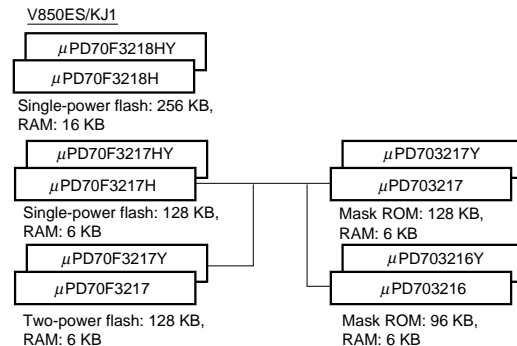 V850ES/KJ1
μPD70F3218HY
μPD70F3218H
Single-power flash: 256 KB,
RAM: 16 KB
μPD70F3217HY
μPD70F3217H
Single-power flash: 128 KB,
RAM: 6 KB
μPD70F3217Y
μPD70F3217
Two-power flash: 128 KB,
RAM: 6 KB
μPD703217Y
μPD703217
Mask ROM: 128 KB,
RAM: 6 KB
μPD703216Y
μPD703216
Mask ROM: 96 KB,
RAM: 6 KB